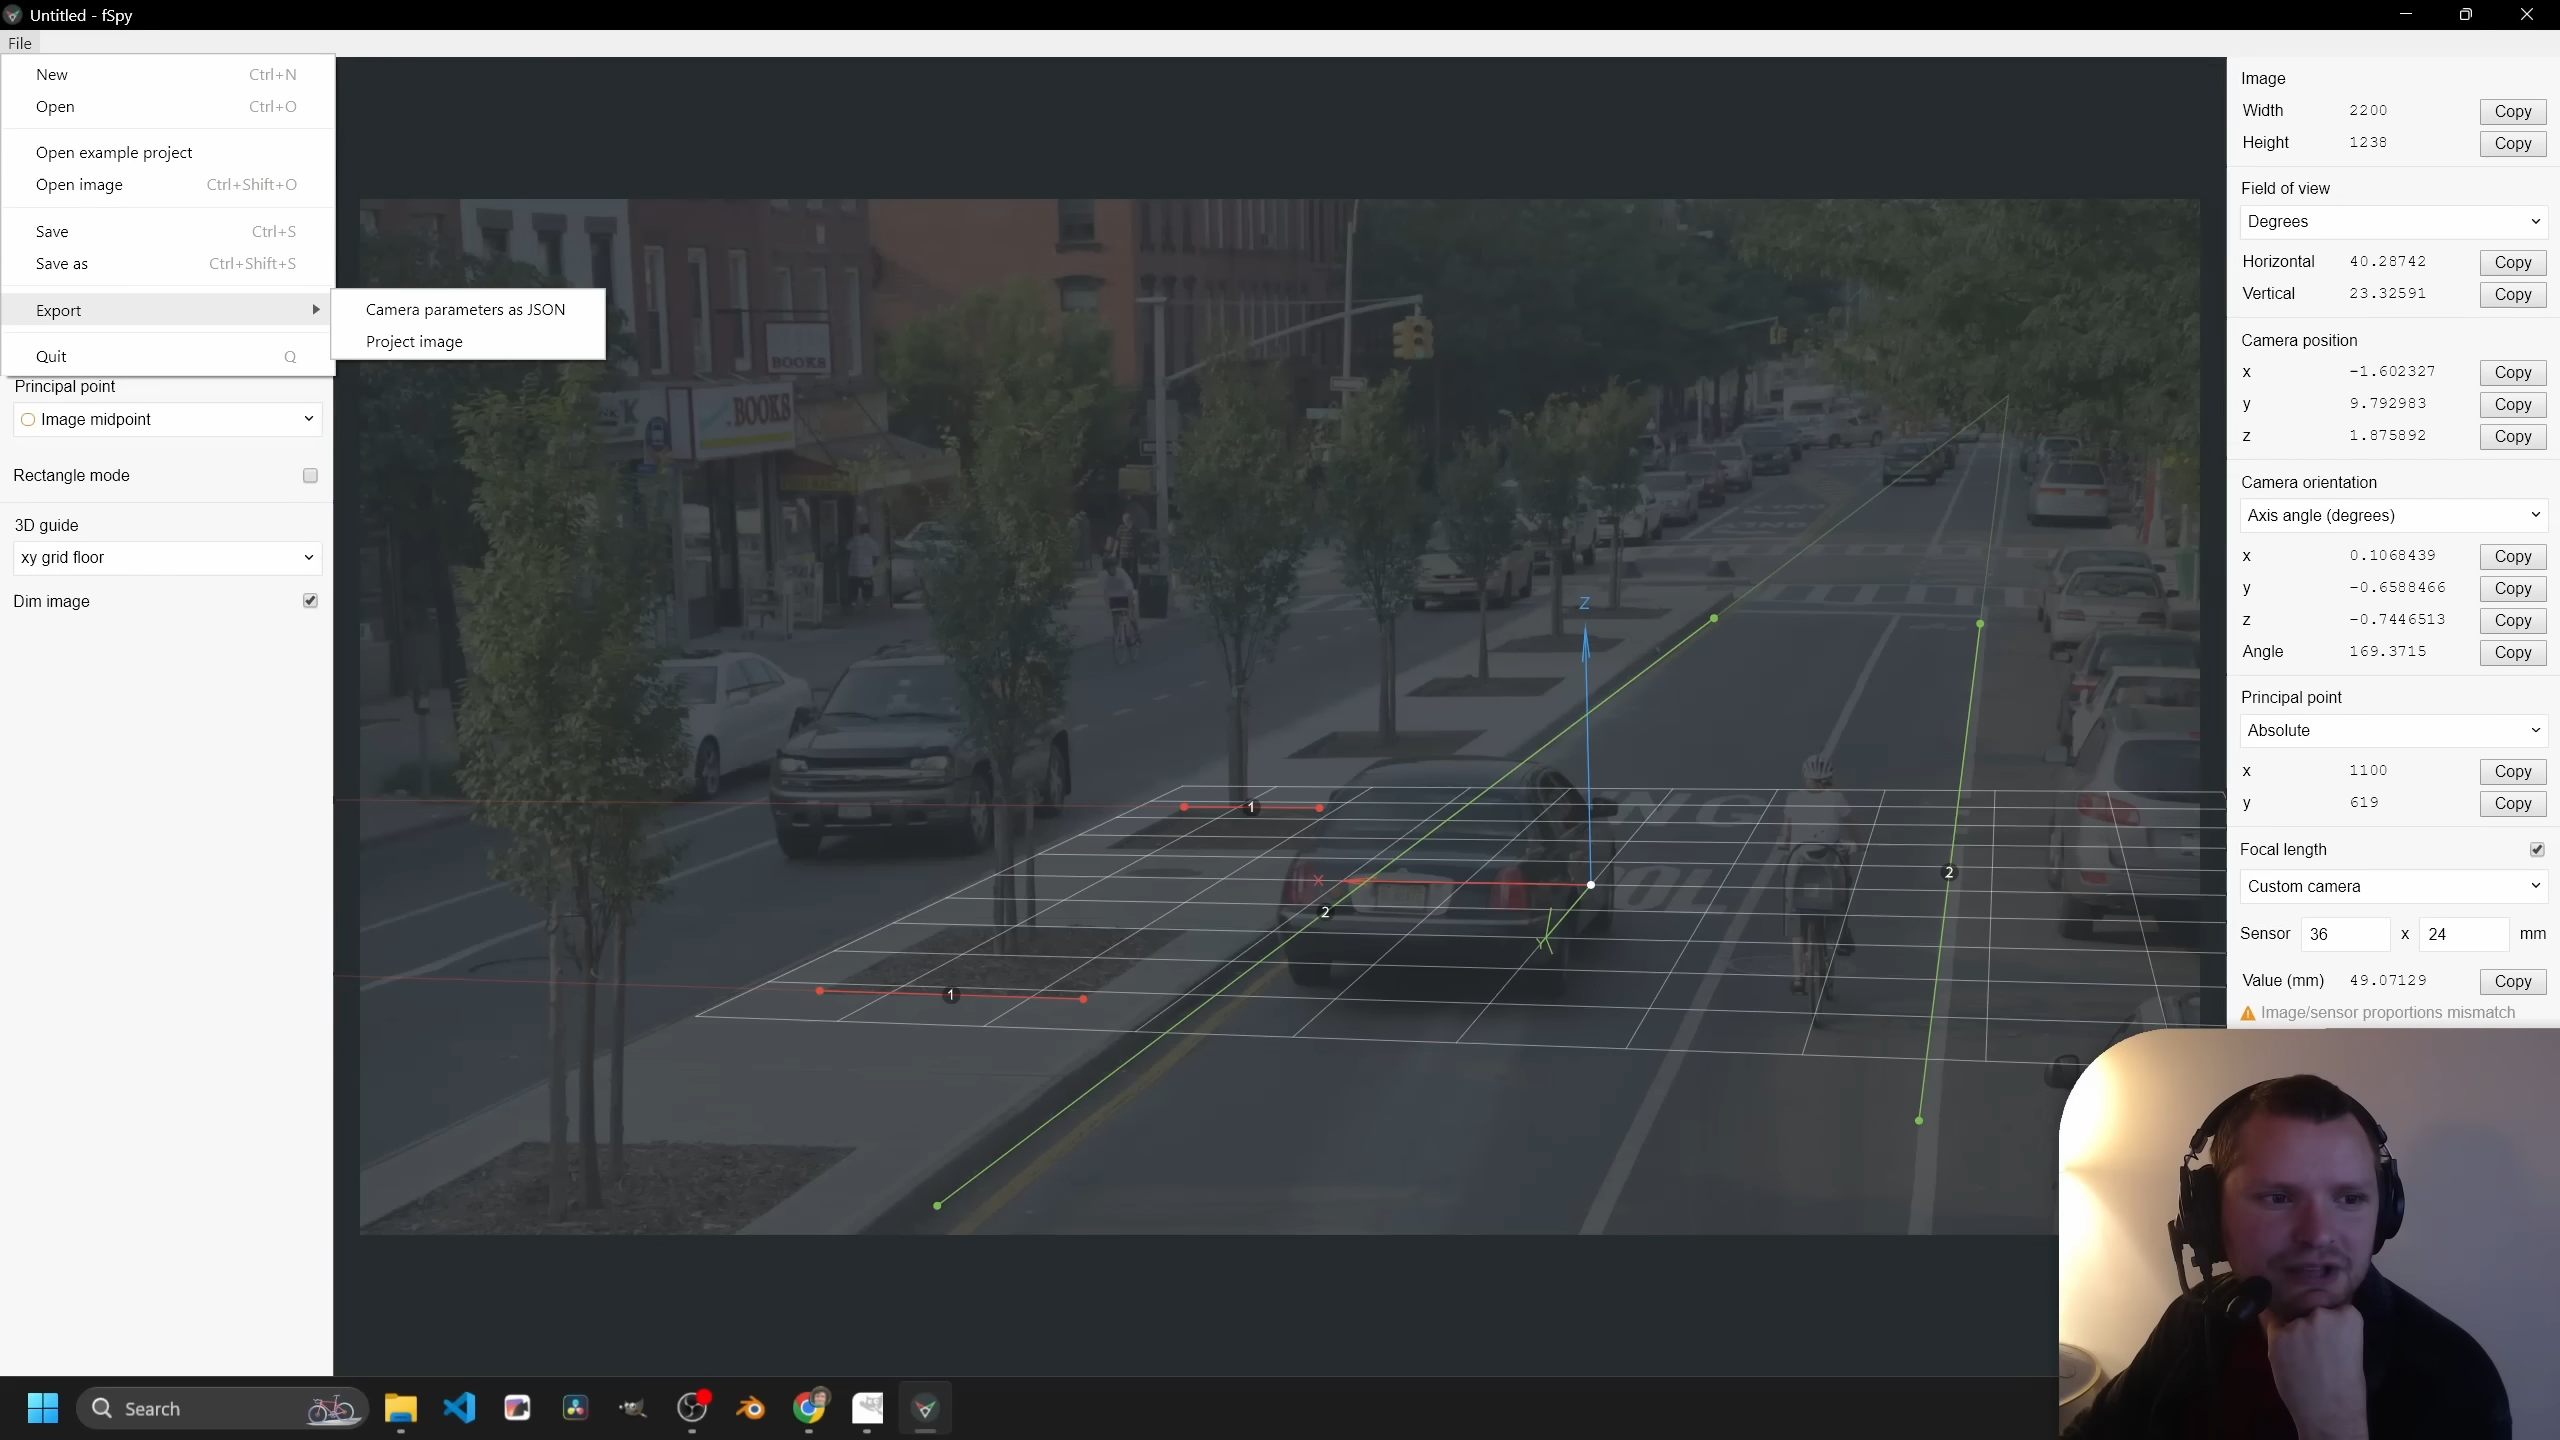 Untitled - fSpy
File
New Ctrl+N
Open Ctrl+O
Open example project
Open image Ctrl+Shift+O
Save Ctrl+S
Save as Ctrl+Shift+S
Export
Camera parameters as JSON
Project image
Quit Q
Principal point
Image midpoint
Rectangle mode
3D guide
xy grid floor
Dim image
BOOKS
BOOKS
Z
X
Y
1
1
2
2
Image
Width 2200 Copy
Height 1238 Copy
Field of view
Degrees
Horizontal 40.28742 Copy
Vertical 23.32591 Copy
Camera position
x -1.602327 Copy
y 9.792983 Copy
z 1.875892 Copy
Camera orientation
Axis angle (degrees)
x 0.1068439 Copy
y -0.6588466 Copy
z -0.7446513 Copy
Angle 169.3715 Copy
Principal point
Absolute
x 1100 Copy
y 619 Copy
Focal length
Custom camera
Sensor 36 x 24 mm
Value (mm) 49.07129 Copy
Image/sensor proportions mismatch
Search